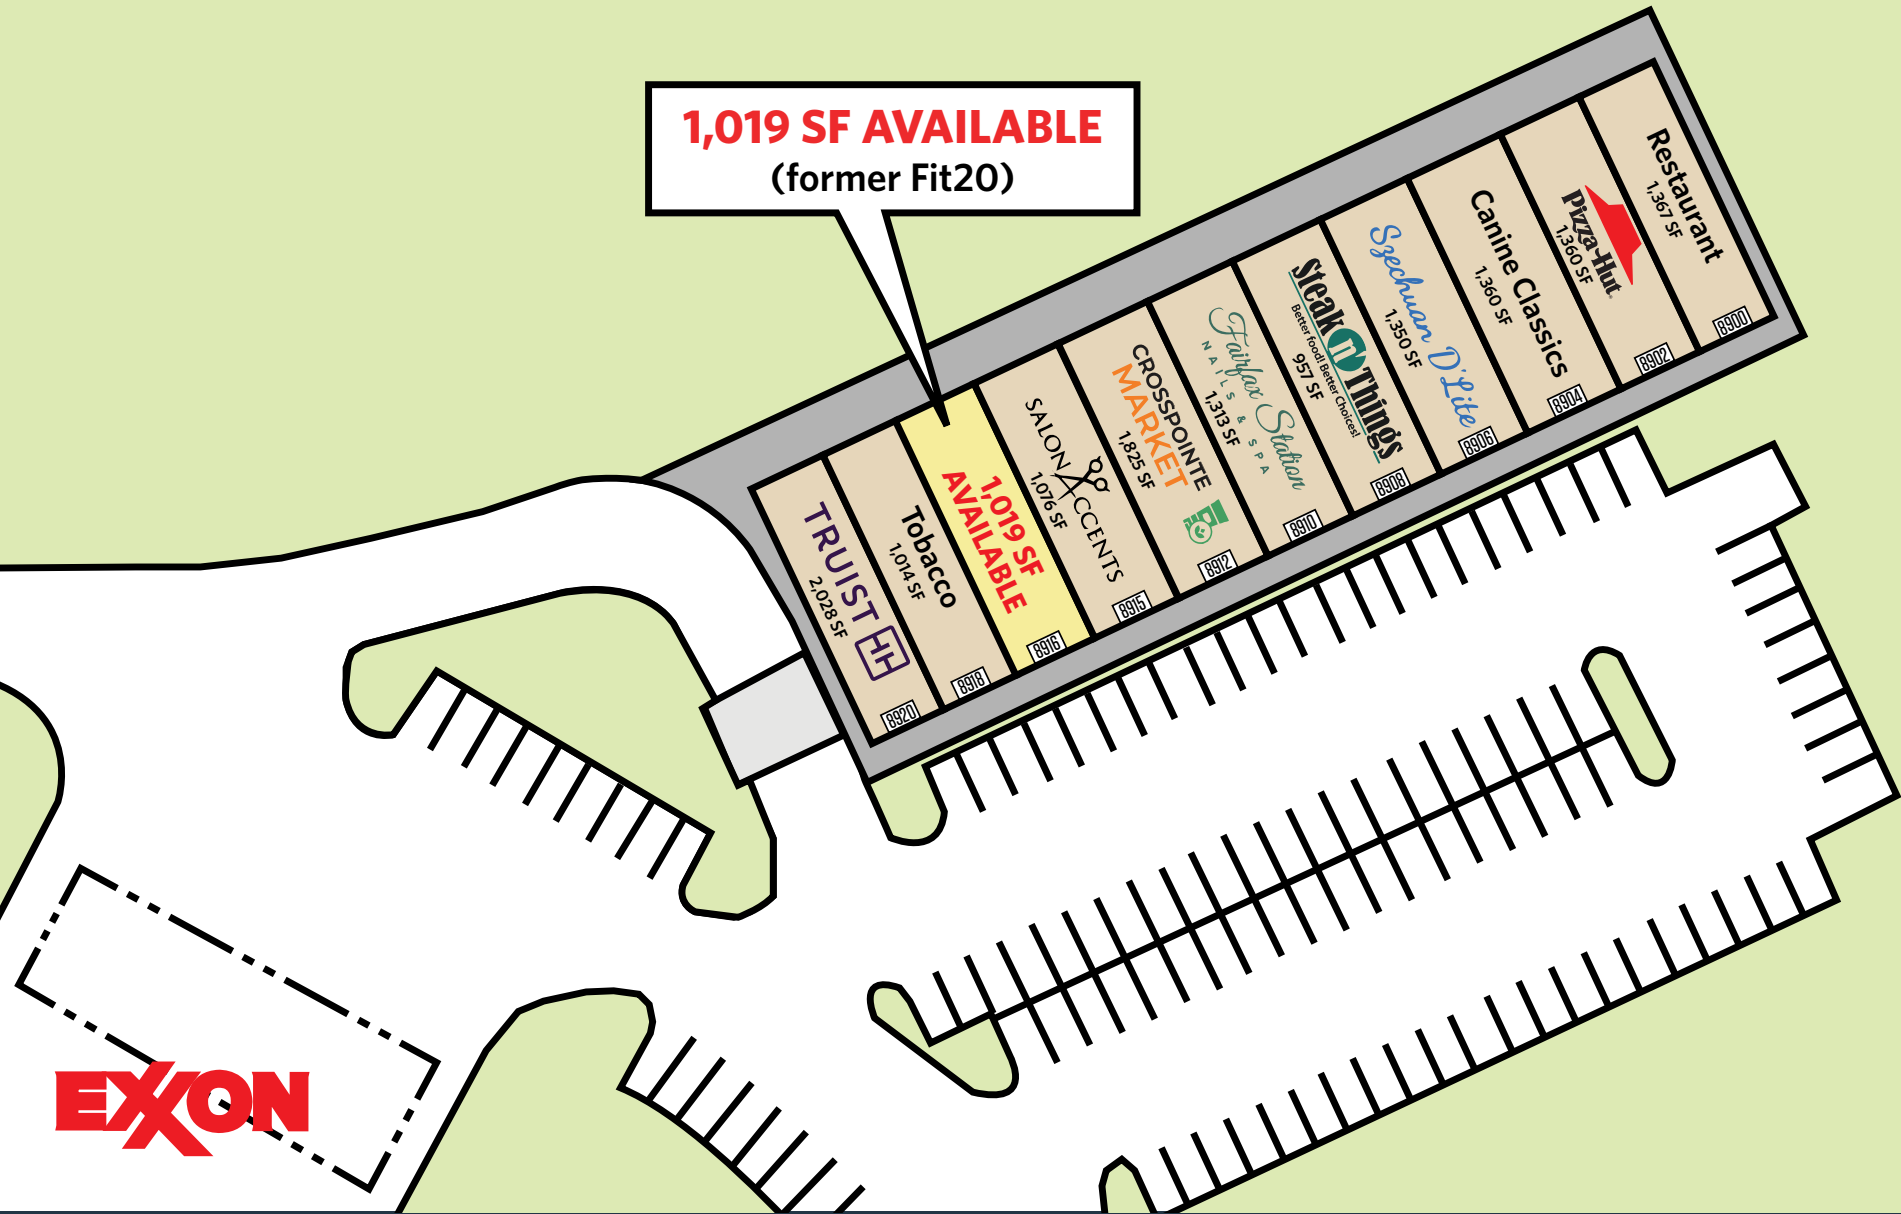 1,019 SF AVAILABLE
(former Fit20)
Restaurant
1,367 SF
8900
Pizza Hut
1,360 SF
8902
Canine Classics
1,360 SF
8904
Szechuan D'Lite
1,350 SF
8906
Steak n Things
Better food! Better Choices!
957 SF
8908
Fairfax Station
NAILS & SPA
1,313 SF
8910
CROSSPOINTE
MARKET
1,825 SF
8912
SALON ACCENTS
1,076 SF
8915
1,019 SF
AVAILABLE
8916
Tobacco
1,014 SF
8918
TRUIST
2,028 SF
8920
EXXON